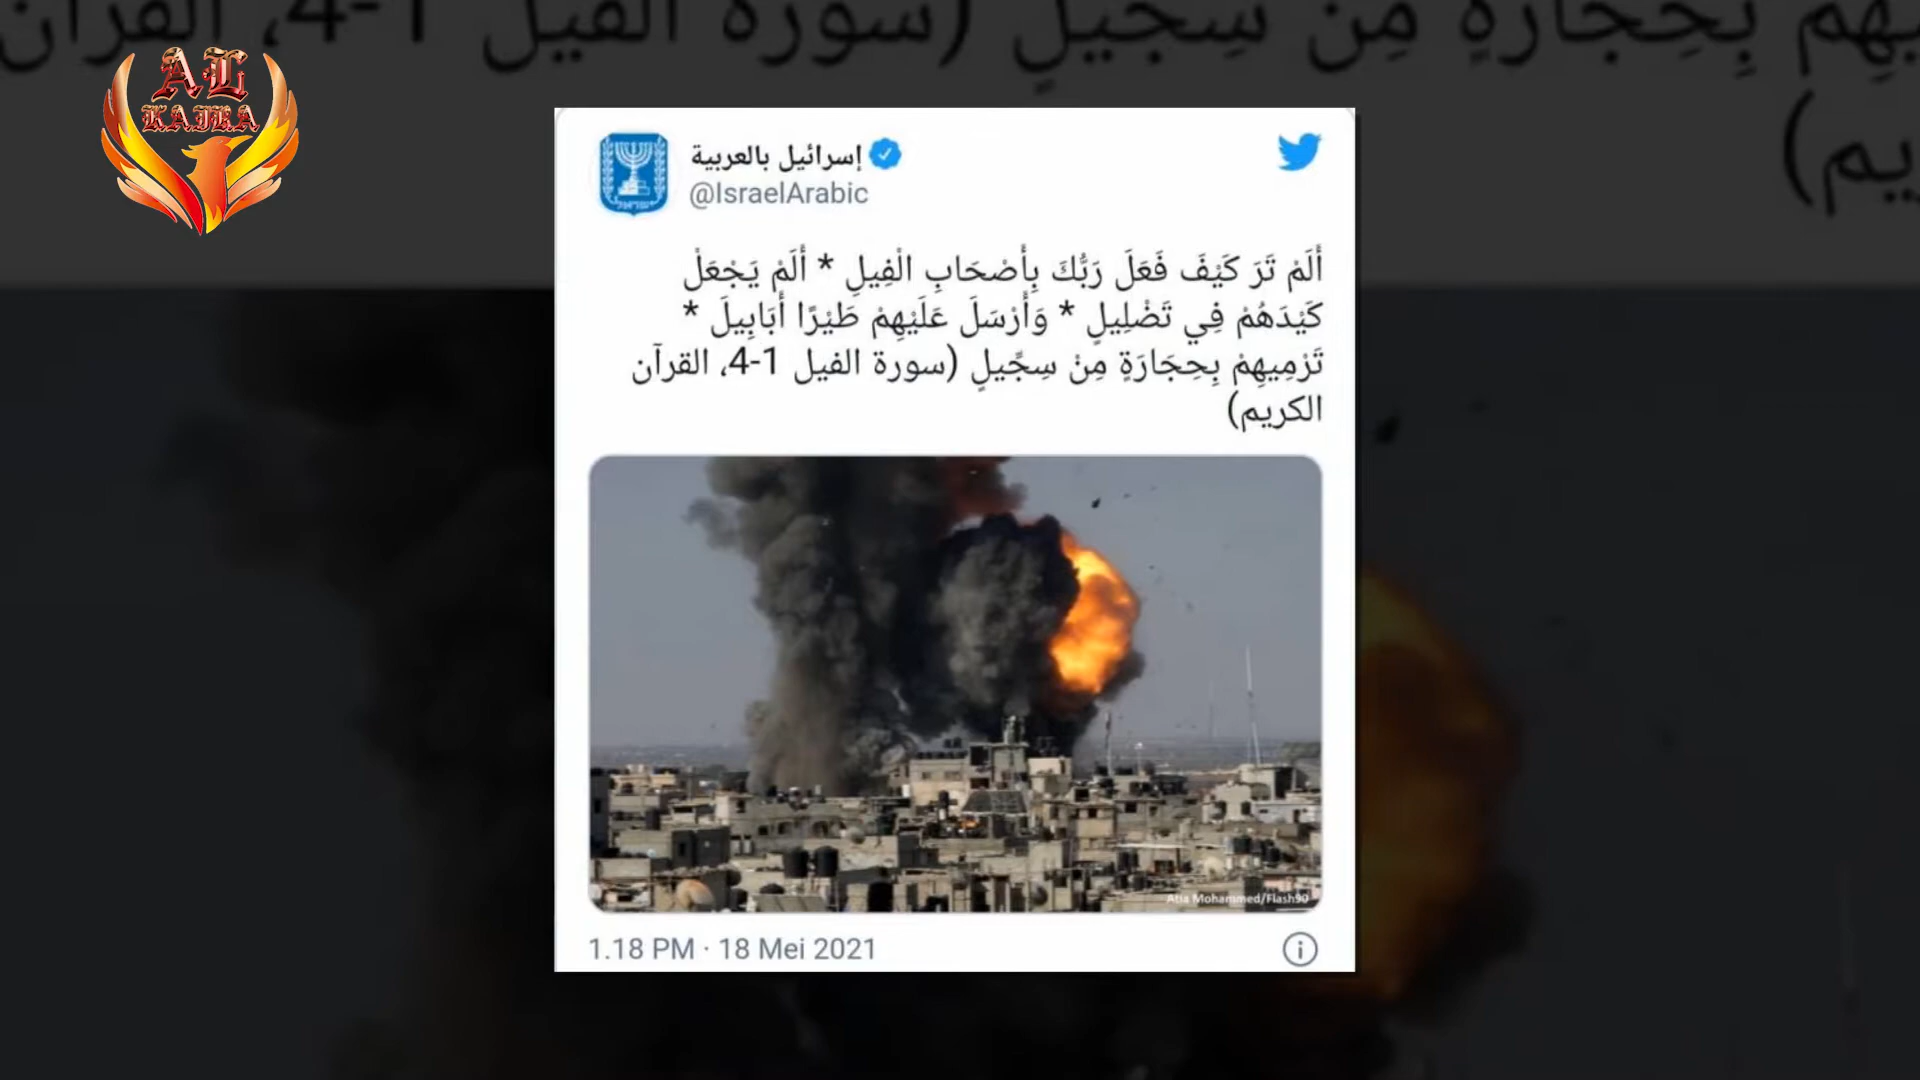 AL
KAJRA
إسرائيل بالعربية
@IsraelArabic
أَلَمْ تَرَ كَيْفَ فَعَلَ رَبُّكَ بِأَصْحَابِ الْفِيلِ * أَلَمْ يَجْعَلْ
كَيْدَهُمْ فِي تَضْلِيلٍ * وَأَرْسَلَ عَلَيْهِمْ طَيْرًا أَبَابِيلَ *
تَرْمِيهِمْ بِحِجَارَةٍ مِنْ سِجِّيلٍ (سورة الفيل 1-4، القرآن
الكريم)
Atia Mohammed/Flash90
1.18 PM · 18 Mei 2021